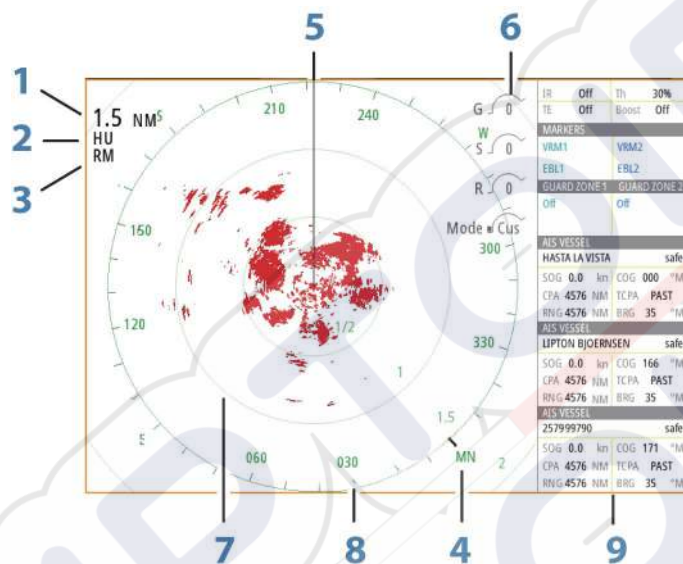 5
6
1
2
3
1.5 NM
HU
RM
210
240
W
G 0
S 0
R 0
Mode Cus
300
150
120
330
1/2
1
1.5
2
MN
060
030
IR Off Th 30%
TE Off Boost Off
MARKERS
VRM1 VRM2
EBL1 EBL2
GUARD ZONE 1 GUARD ZONE 2
Off Off
AIS VESSEL
HASTA LA VISTA safe
SOG 0.0 kn COG 000 °M
CPA 4576 NM TCPA PAST
RNG 4576 NM BRG 35 °M
AIS VESSEL
LIPTON BJOERNSEN safe
SOG 0.0 kn COG 166 °M
CPA 4576 NM TCPA PAST
RNG 4576 NM BRG 35 °M
AIS VESSEL
257999790 safe
SOG 0.0 kn COG 171 °M
CPA 4576 NM TCPA PAST
RNG 4576 NM BRG 35 °M
7
8
4
9